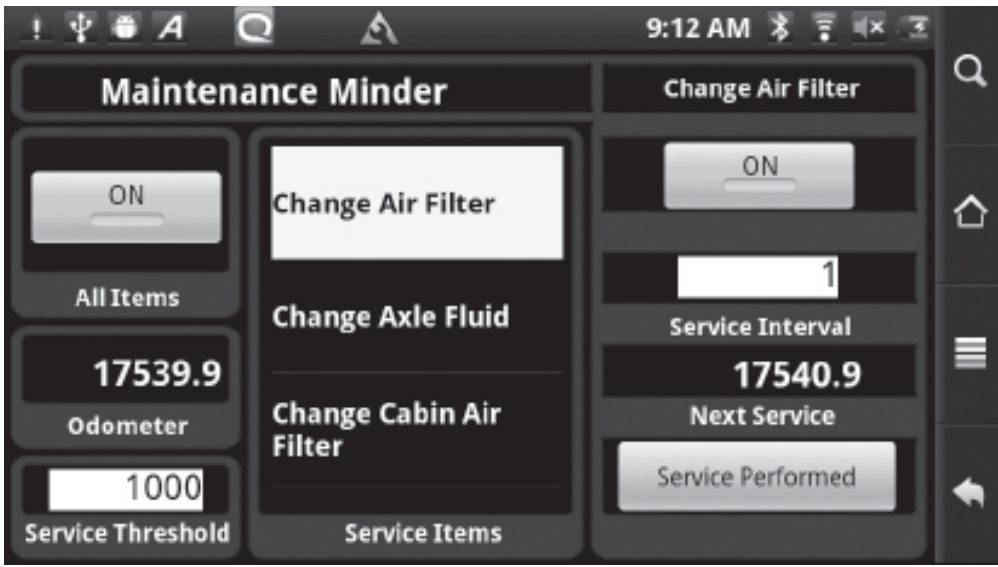 9:12 AM
Maintenance Minder
Change Air Filter
ON
All Items
17539.9
Odometer
1000
Service Threshold
Change Air Filter
Change Axle Fluid
Change Cabin Air
Filter
Service Items
ON
1
Service Interval
17540.9
Next Service
Service Performed